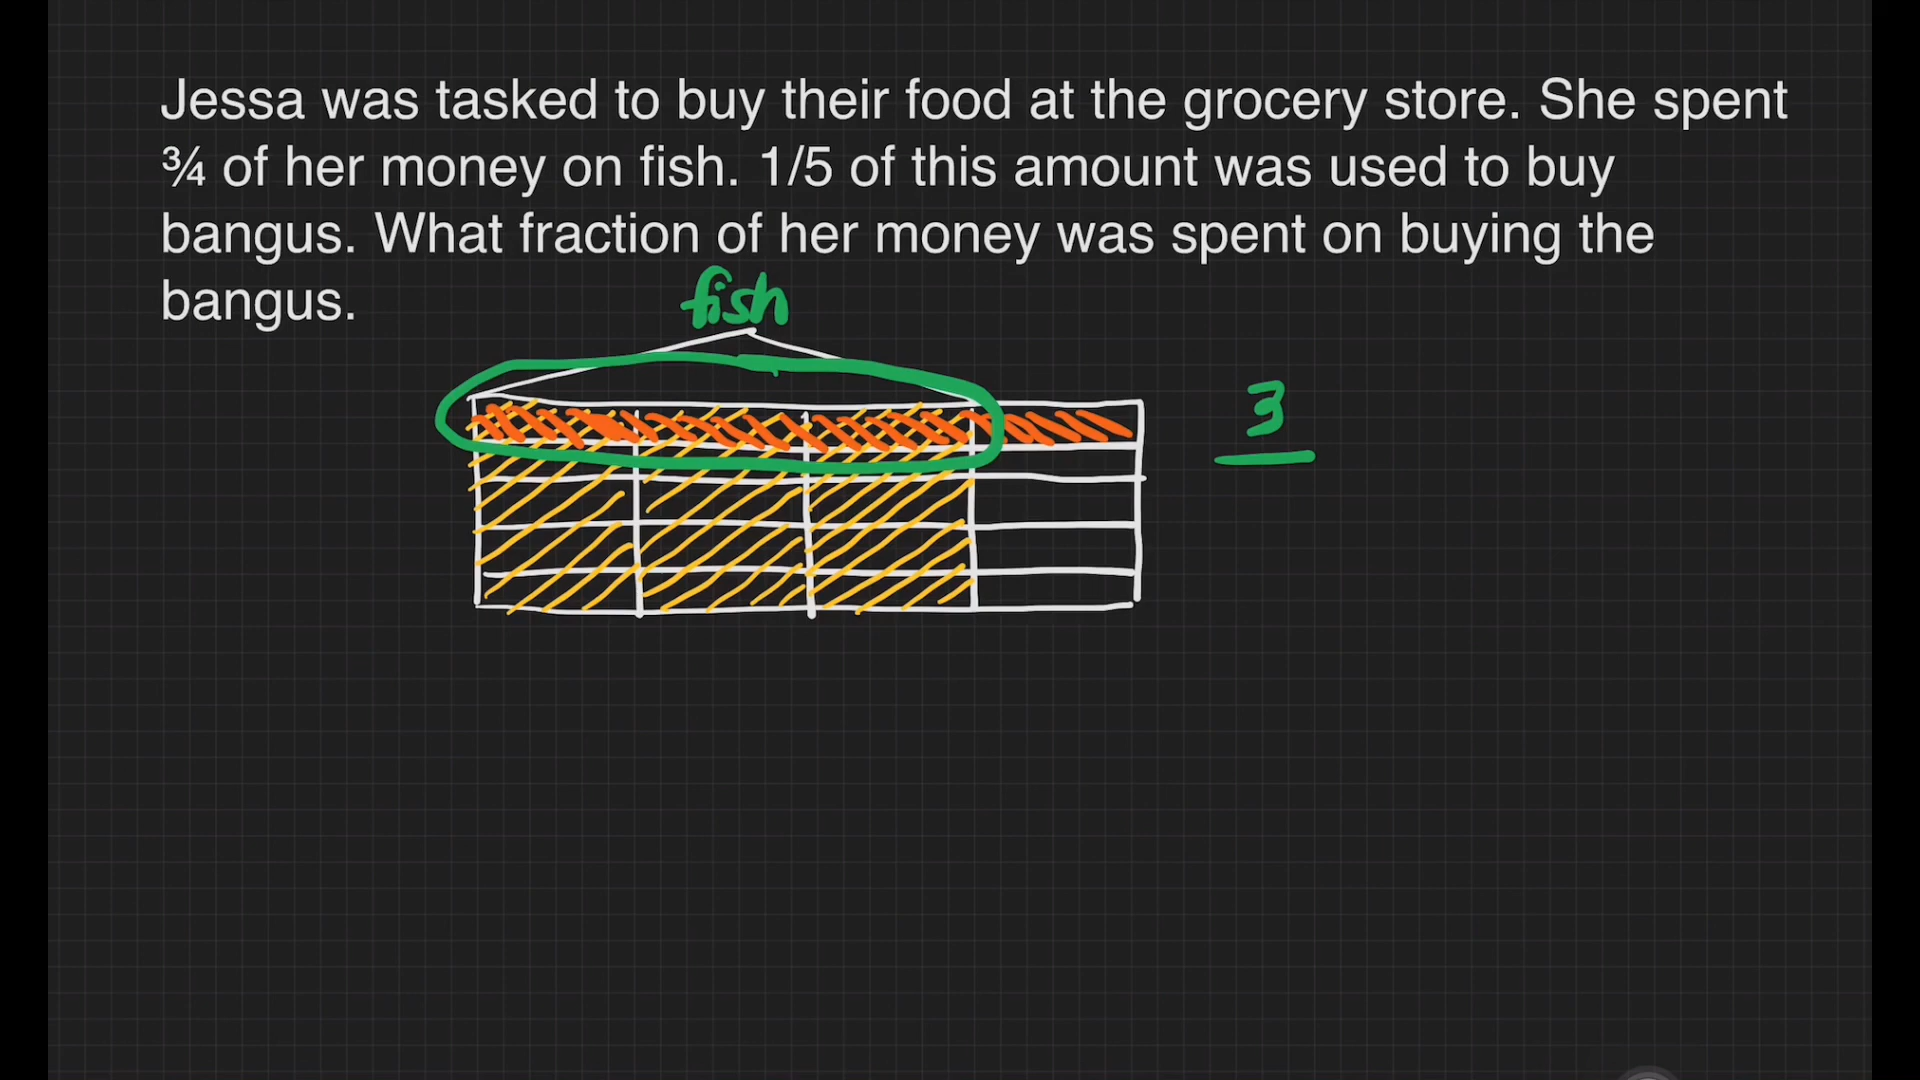 Jessa was tasked to buy their food at the grocery store. She spent
¾ of her money on fish. 1/5 of this amount was used to buy
bangus. What fraction of her money was spent on buying the
bangus.
fish
3